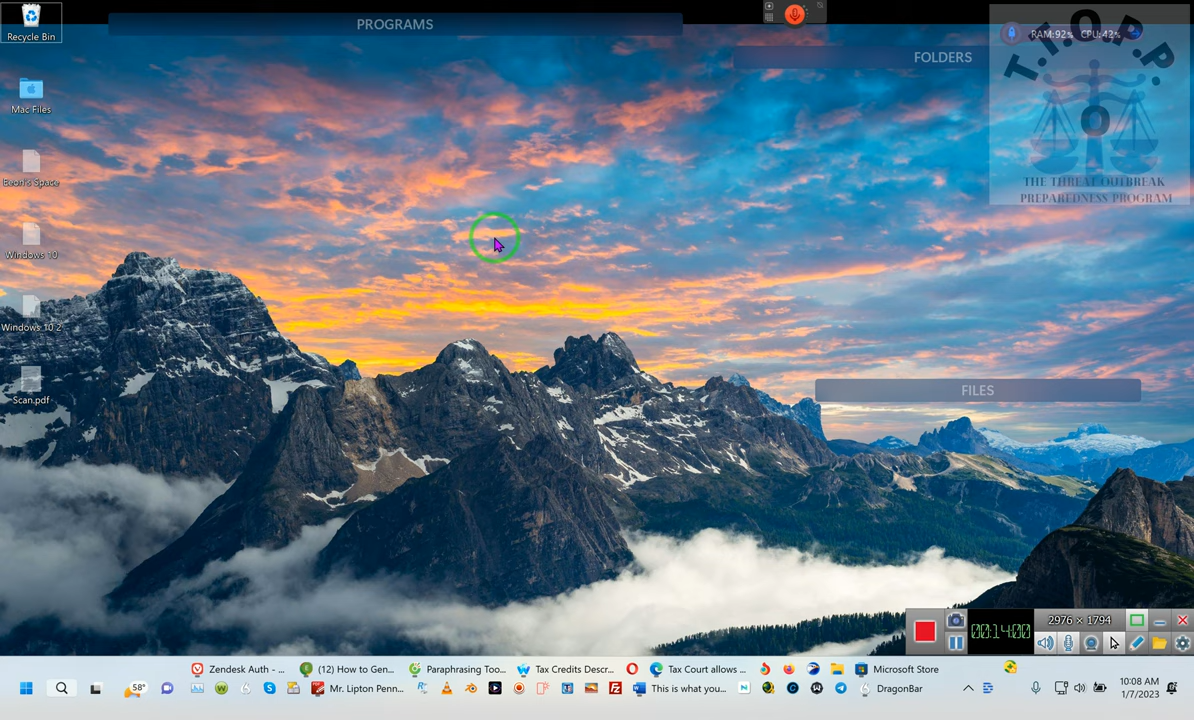 PROGRAMS
Recycle Bin
FOLDERS
RAM:92% CPU:42%
T.T.O.P.P.
O
THE THREAT OUTBREAK
PREPAREDNESS PROGRAM
Mac Files
Beon's Space
Windows 10
Windows 10 2
Scan.pdf
FILES
00:14:00
2976 × 1794
Zendesk Auth - ...
(12) How to Gen...
Paraphrasing Too...
Tax Credits Descr...
Tax Court allows ...
Microsoft Store
58°
Mr. Lipton Penn...
This is what you...
DragonBar
10:08 AM
1/7/2023